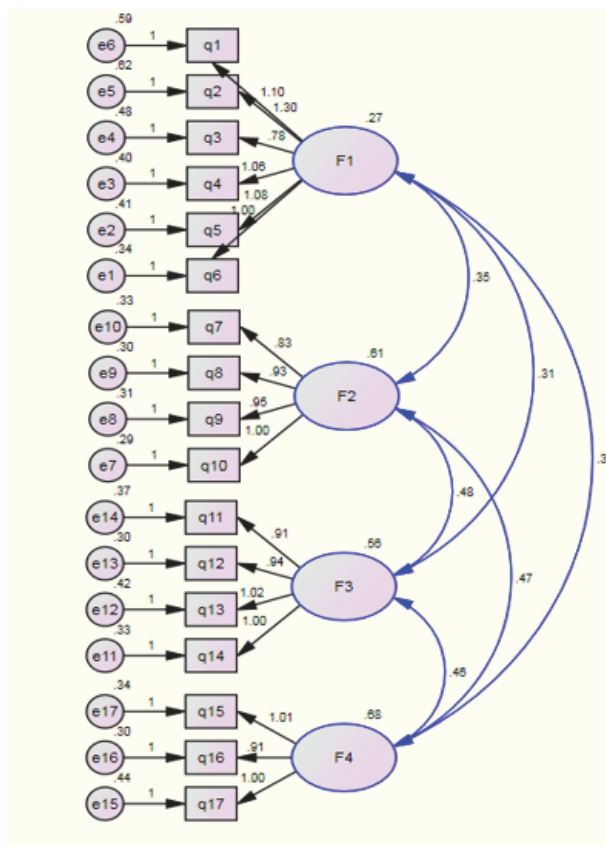 .59
e6 1 q1
.62
e5 1 q2 1.10
1.30
.48
e4 1 q3 .78 .27
F1
.40
e3 1 q4 1.06
.41
e2 1 q5 1.08
1.00
.34
e1 1 q6
.35
.33
e10 1 q7 .83
.30
e9 1 q8 .93 .61
F2 .31
.31
e8 1 q9 .95
.29
e7 1 q10 1.00
.48
.37
e14 1 q11 .91
.30
e13 1 q12 .94 .56
F3 .47
.42
e12 1 q13 1.02
.33
e11 1 q14 1.00
.46
.34
e17 1 q15 1.01 .68
.30
e16 1 q16 .91 F4
.44
e15 1 q17 1.00